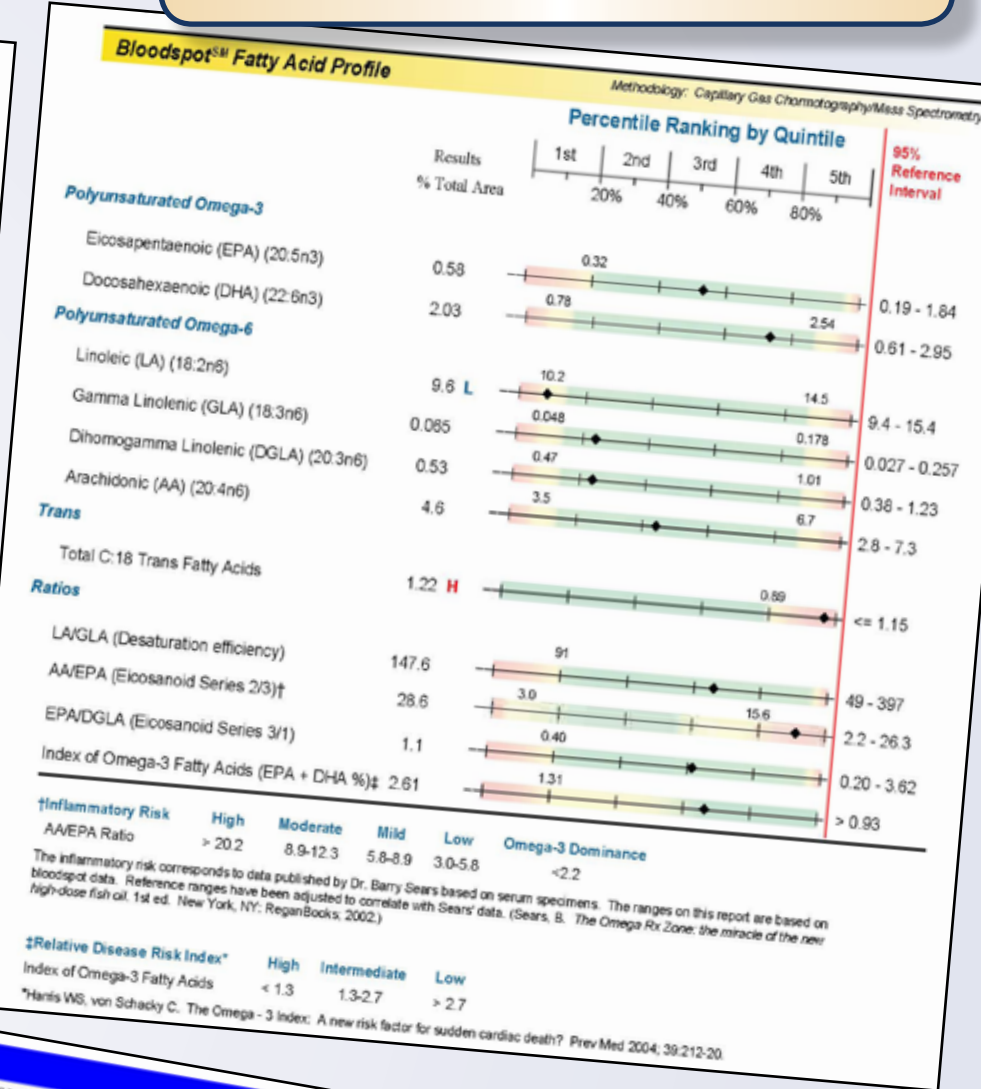 Bloodspot℠ Fatty Acid Profile
Methodology: Capillary Gas Chormotography/Mass Spectrometry
Percentile Ranking by Quintile
95% Reference Interval
Results
% Total Area
1st 2nd 3rd 4th 5th
20% 40% 60% 80%
Polyunsaturated Omega-3
0.32
Eicosapentaenoic (EPA) (20:5n3) 0.58 0.19 - 1.84
0.78 2.54
Docosahexaenoic (DHA) (22:6n3) 2.03 0.61 - 2.95
Polyunsaturated Omega-6
10.2 14.5
Linoleic (LA) (18:2n6) 9.6 L 9.4 - 15.4
0.048 0.178
Gamma Linolenic (GLA) (18:3n6) 0.065 0.027 - 0.257
0.47 1.01
Dihomogamma Linolenic (DGLA) (20:3n6) 0.53 0.38 - 1.23
3.5 6.7
Arachidonic (AA) (20:4n6) 4.6 2.8 - 7.3
Trans
0.89
Total C:18 Trans Fatty Acids 1.22 H <= 1.15
Ratios
91
LA/GLA (Desaturation efficiency) 147.6 49 - 397
3.0 15.6
AA/EPA (Eicosanoid Series 2/3)† 28.6 2.2 - 26.3
0.40
EPA/DGLA (Eicosanoid Series 3/1) 1.1 0.20 - 3.62
1.31
Index of Omega-3 Fatty Acids (EPA + DHA %)‡ 2.61 > 0.93
†Inflammatory Risk High Moderate Mild Low Omega-3 Dominance
AA/EPA Ratio > 20.2 8.9-12.3 5.8-8.9 3.0-5.8 <2.2
The inflammatory risk corresponds to data published by Dr. Barry Sears based on serum specimens. The ranges on this report are based on
bloodspot data. Reference ranges have been adjusted to correlate with Sears' data. (Sears, B. The Omega Rx Zone: the miracle of the new
high-dose fish oil. 1st ed. New York, NY: ReganBooks; 2002.)
‡Relative Disease Risk Index* High Intermediate Low
Index of Omega-3 Fatty Acids < 1.3 1.3-2.7 > 2.7
*Harris WS, von Schacky C. The Omega - 3 Index: A new risk factor for sudden cardiac death? Prev Med 2004; 39:212-20.